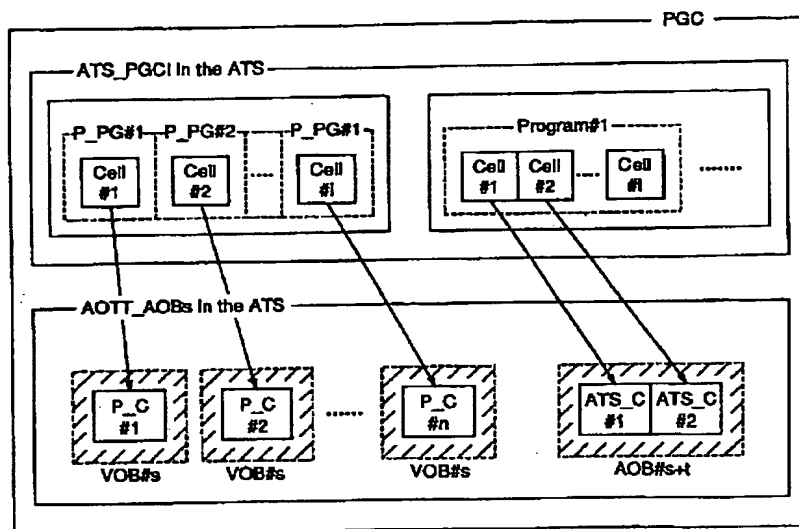 PGC
ATS_PGCI in the ATS
P_PG#1 P_PG#2 P_PG#1
Cell #1
Cell #2
.....
Cell #i
Program#1
Cell #1
Cell #2
....
Cell #i
.......
AOTT_AOBs in the ATS
P_C #1
P_C #2
......
P_C #n
ATS_C #1
ATS_C #2
VOB#s
VOB#s
VOB#s
AOB#s+t